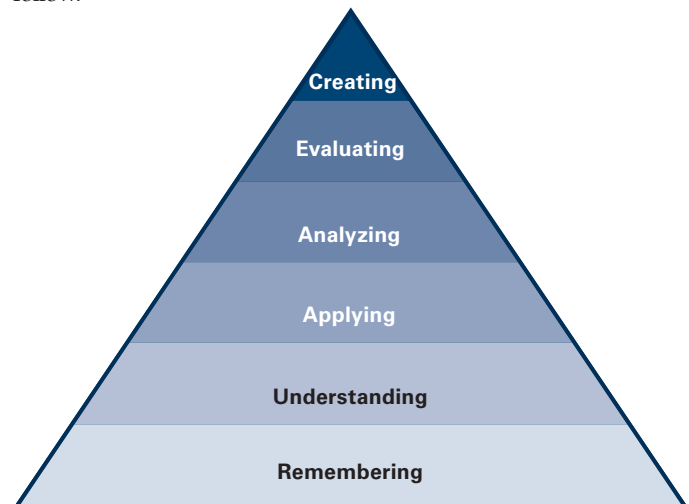 Creating
Evaluating
Analyzing
Applying
Understanding
Remembering